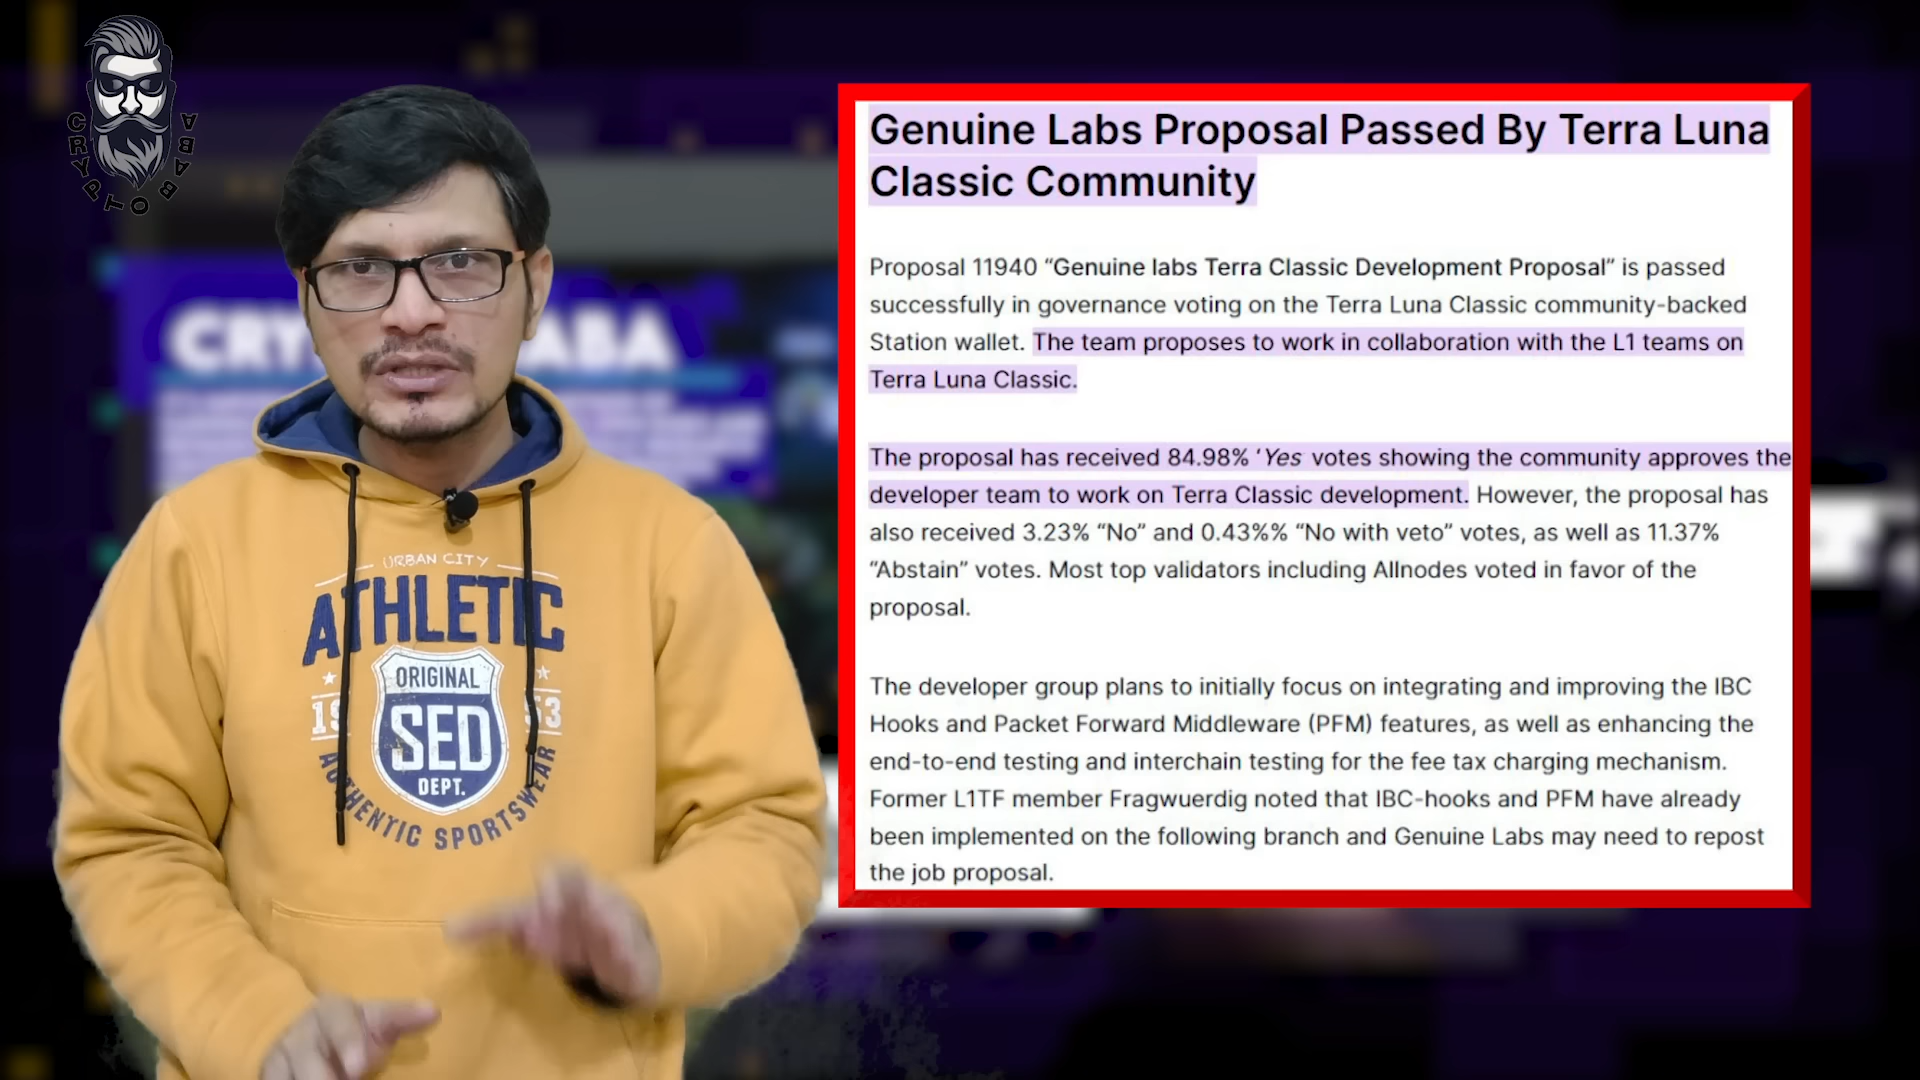 CRYPTO BABA
CRY
ABA
URBAN CITY
ATHLETIC
ORIGINAL
19
53
SED
DEPT.
AUTHENTIC SPORTSWEAR
Genuine Labs Proposal Passed By Terra Luna
Classic Community
Proposal 11940 “Genuine labs Terra Classic Development Proposal” is passed
successfully in governance voting on the Terra Luna Classic community-backed
Station wallet. The team proposes to work in collaboration with the L1 teams on
Terra Luna Classic.
The proposal has received 84.98% ‘Yes votes showing the community approves the
developer team to work on Terra Classic development. However, the proposal has
also received 3.23% “No” and 0.43%% “No with veto” votes, as well as 11.37%
“Abstain” votes. Most top validators including Allnodes voted in favor of the
proposal.
The developer group plans to initially focus on integrating and improving the IBC
Hooks and Packet Forward Middleware (PFM) features, as well as enhancing the
end-to-end testing and interchain testing for the fee tax charging mechanism.
Former L1TF member Fragwuerdig noted that IBC-hooks and PFM have already
been implemented on the following branch and Genuine Labs may need to repost
the job proposal.